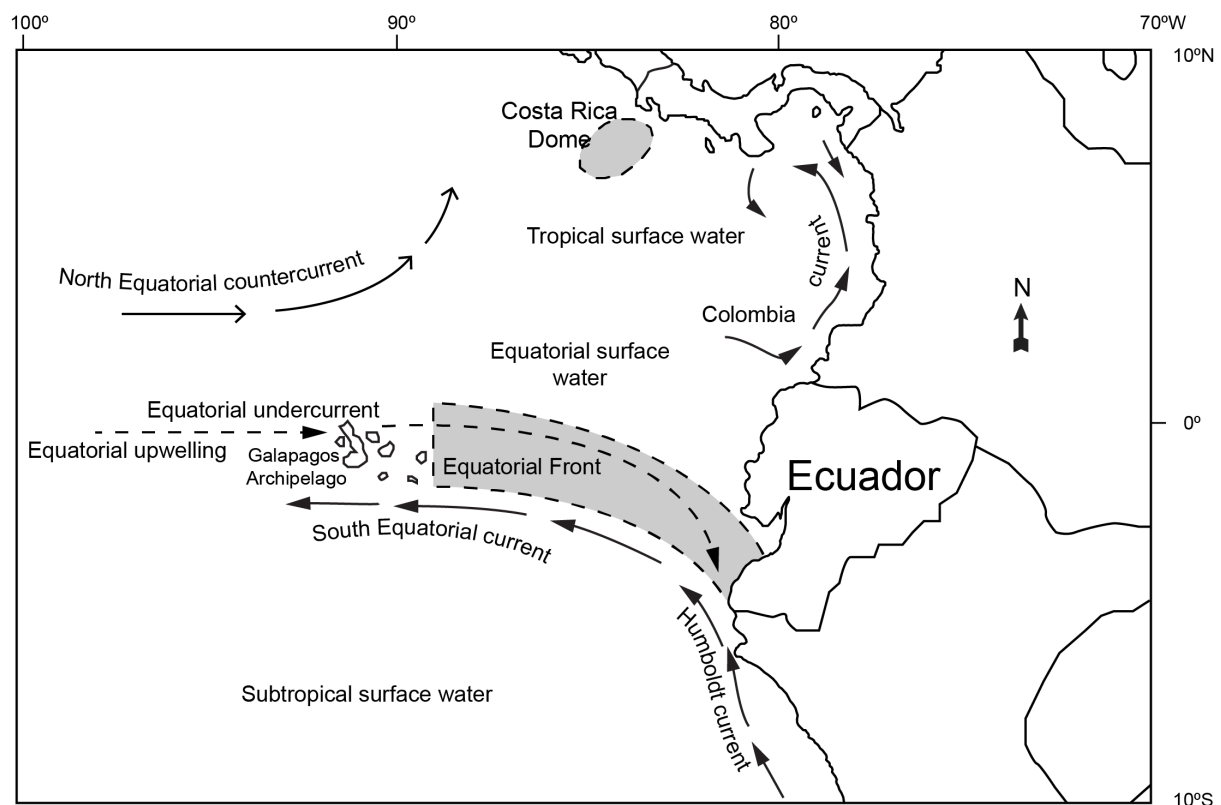 100º 90º 80º 70ºW
10ºN
Costa Rica
Dome
Tropical surface water
current
North Equatorial countercurrent
N
Colombia
Equatorial surface
water
Equatorial undercurrent
0º
Equatorial upwelling
Galapagos
Archipelago
Equatorial Front
Ecuador
South Equatorial current
Humboldt current
Subtropical surface water
10ºS